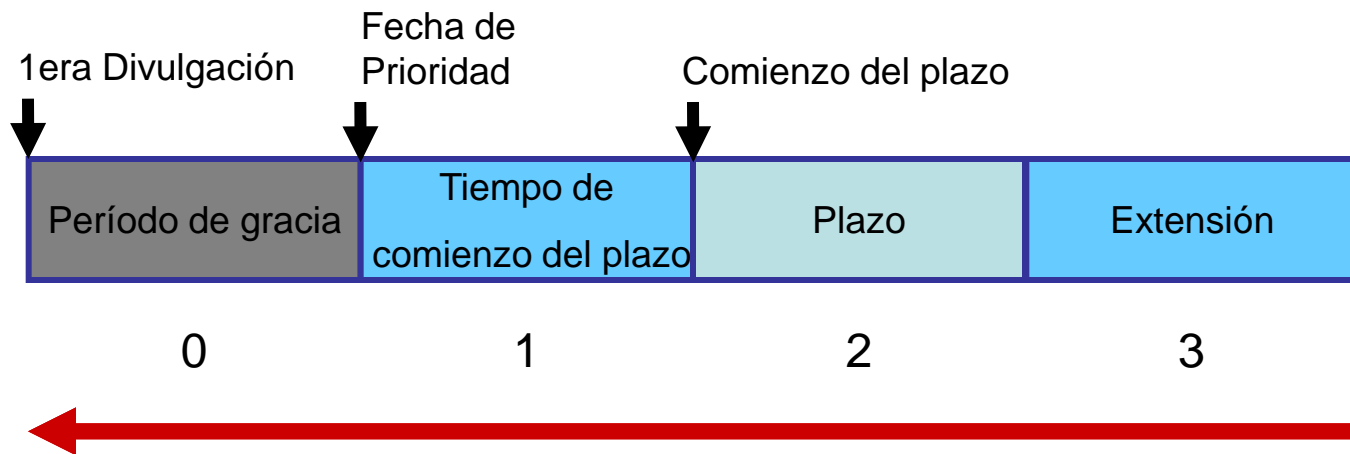 1era Divulgación
Fecha de
Prioridad
Comienzo del plazo
Período de gracia
Tiempo de
comienzo del plazo
Plazo
Extensión
0
1
2
3